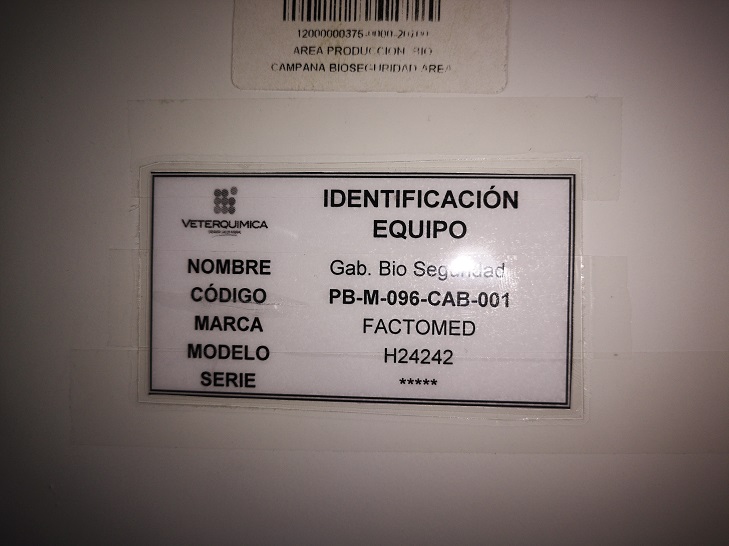 AREA PRODUCCION BIO
CAMPANA BIOSEGURIDAD AREA
VETERQUIMICA
IDENTIFICACIÓN
EQUIPO
NOMBRE Gab. Bio Seguridad
CÓDIGO PB-M-096-CAB-001
MARCA FACTOMED
MODELO H24242
SERIE *****